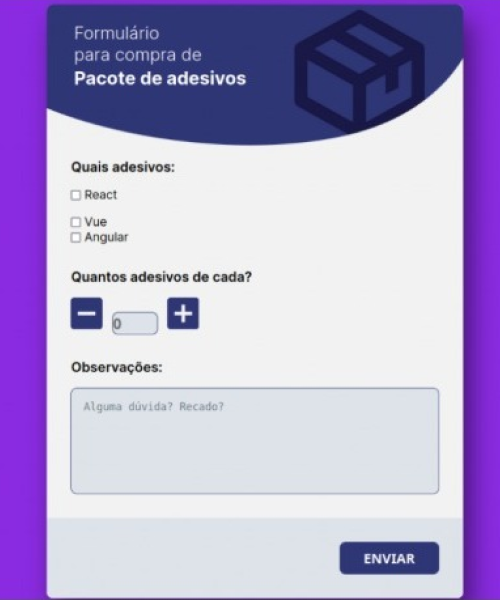 Formulário
para compra de
Pacote de adesivos
Quais adesivos:
React
Vue
Angular
Quantos adesivos de cada?
0
Observações:
Alguma dúvida? Recado?
ENVIAR